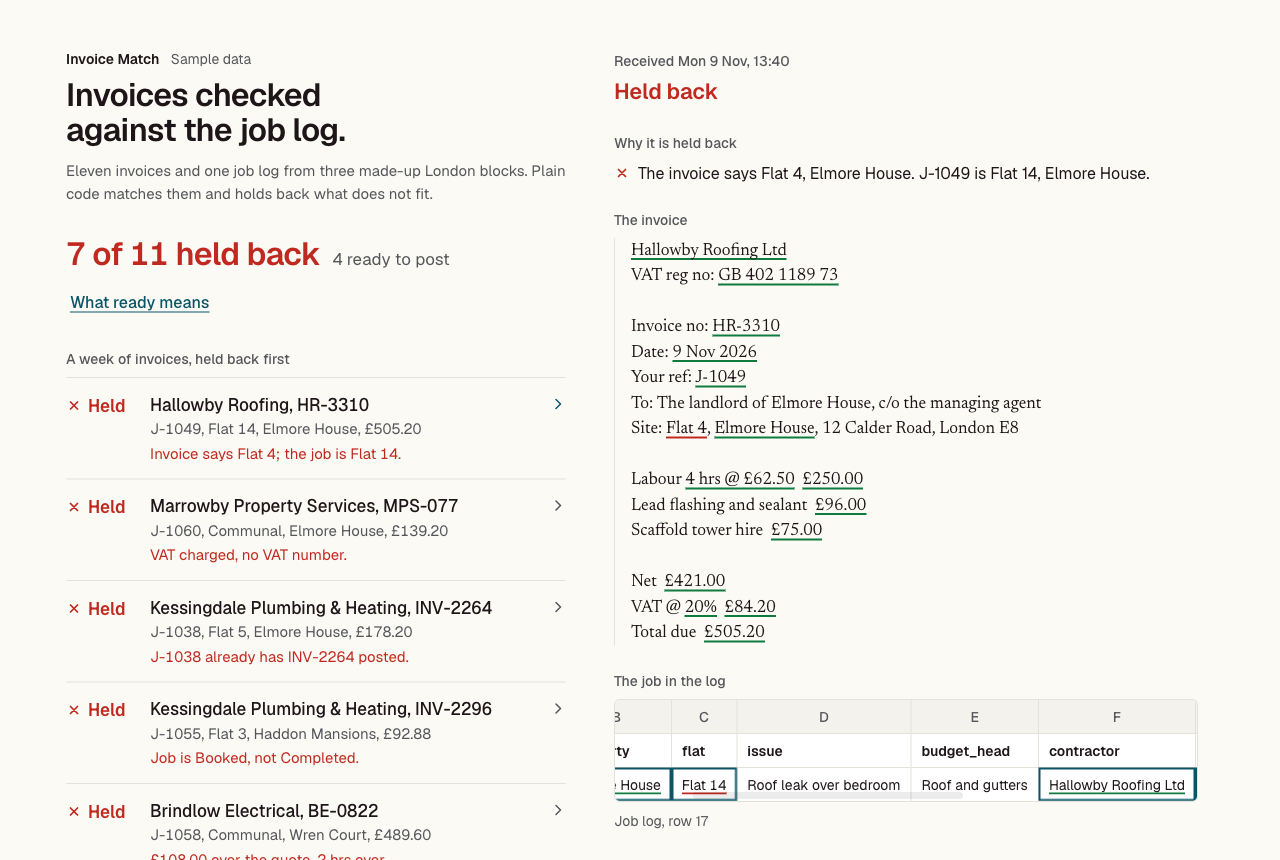 Invoice Match Sample data
Invoices checked
against the job log.
Eleven invoices and one job log from three made-up London blocks. Plain
code matches them and holds back what does not fit.
7 of 11 held back 4 ready to post
What ready means
A week of invoices, held back first
× Held Hallowby Roofing, HR-3310
J-1049, Flat 14, Elmore House, £505.20
Invoice says Flat 4; the job is Flat 14.
× Held Marrowby Property Services, MPS-077
J-1060, Communal, Elmore House, £139.20
VAT charged, no VAT number.
× Held Kessingdale Plumbing & Heating, INV-2264
J-1038, Flat 5, Elmore House, £178.20
J-1038 already has INV-2264 posted.
× Held Kessingdale Plumbing & Heating, INV-2296
J-1055, Flat 3, Haddon Mansions, £92.88
Job is Booked, not Completed.
× Held Brindlow Electrical, BE-0822
J-1058, Communal, Wren Court, £489.60
£108.00 over the quote, 2 hrs over
Received Mon 9 Nov, 13:40
Held back
Why it is held back
× The invoice says Flat 4, Elmore House. J-1049 is Flat 14, Elmore House.
The invoice
Hallowby Roofing Ltd
VAT reg no: GB 402 1189 73
Invoice no: HR-3310
Date: 9 Nov 2026
Your ref: J-1049
To: The landlord of Elmore House, c/o the managing agent
Site: Flat 4, Elmore House, 12 Calder Road, London E8
Labour 4 hrs @ £62.50 £250.00
Lead flashing and sealant £96.00
Scaffold tower hire £75.00
Net £421.00
VAT @ 20% £84.20
Total due £505.20
The job in the log
B C D E F
ty flat issue budget_head contractor
House Flat 14 Roof leak over bedroom Roof and gutters Hallowby Roofing Ltd
Job log, row 17